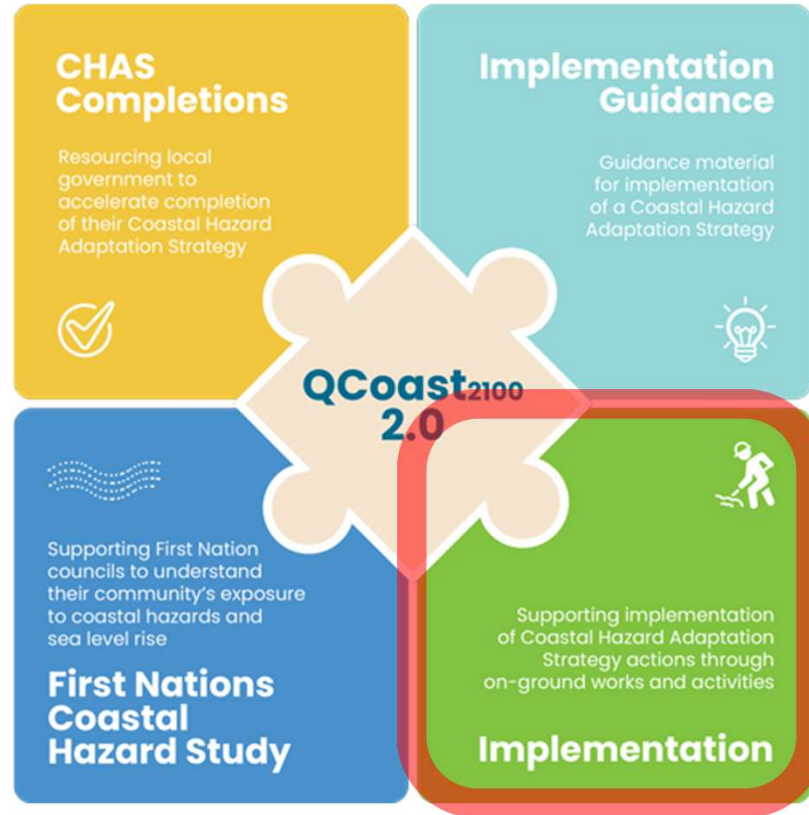 CHAS
Completions
Resourcing local
government to
accelerate completion
of their Coastal Hazard
Adaptation Strategy
Implementation
Guidance
Guidance material
for implementation
of a Coastal Hazard
Adaptation Strategy
QCoast2100
2.0
Supporting First Nation
councils to understand
their community’s exposure
to coastal hazards and
sea level rise
First Nations
Coastal
Hazard Study
Supporting implementation
of Coastal Hazard Adaptation
Strategy actions through
on-ground works and activities
Implementation